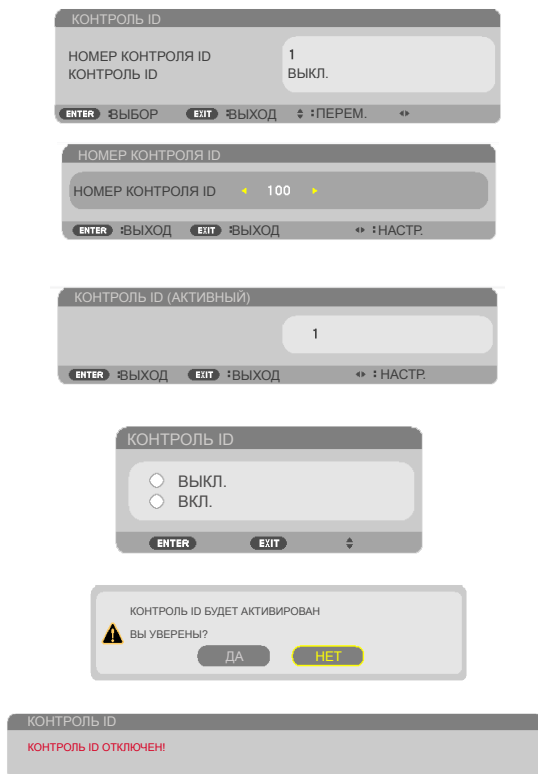 КОНТРОЛЬ ID
НОМЕР КОНТРОЛЯ ID 1
КОНТРОЛЬ ID ВЫКЛ.
ENTER :ВЫБОР EXIT :ВЫХОД :ПЕРЕМ.
НОМЕР КОНТРОЛЯ ID
НОМЕР КОНТРОЛЯ ID 100
ENTER :ВЫХОД EXIT :ВЫХОД :НАСТР.
КОНТРОЛЬ ID (АКТИВНЫЙ)
1
ENTER :ВЫХОД EXIT :ВЫХОД : НАСТР.
КОНТРОЛЬ ID
ВЫКЛ.
ВКЛ.
ENTER EXIT
КОНТРОЛЬ ID БУДЕТ АКТИВИРОВАН
ВЫ УВЕРЕНЫ?
ДА НЕТ
КОНТРОЛЬ ID
КОНТРОЛЬ ID ОТКЛЮЧЕН!